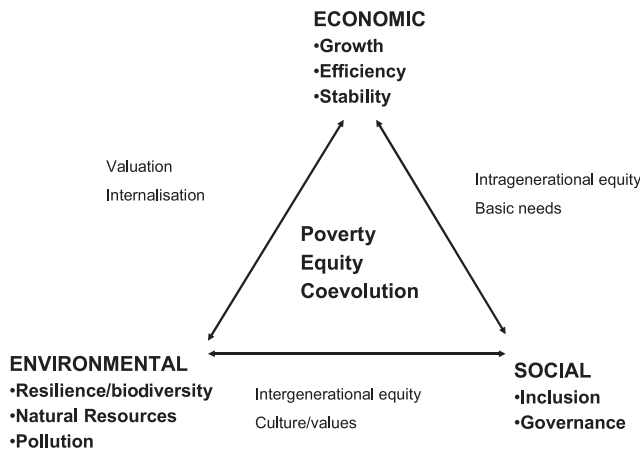 ECONOMIC
•Growth
•Efficiency
•Stability
Valuation
Internalisation
Intragenerational equity
Basic needs
Poverty
Equity
Coevolution
ENVIRONMENTAL
•Resilience/biodiversity
•Natural Resources
•Pollution
Intergenerational equity
Culture/values
SOCIAL
•Inclusion
•Governance